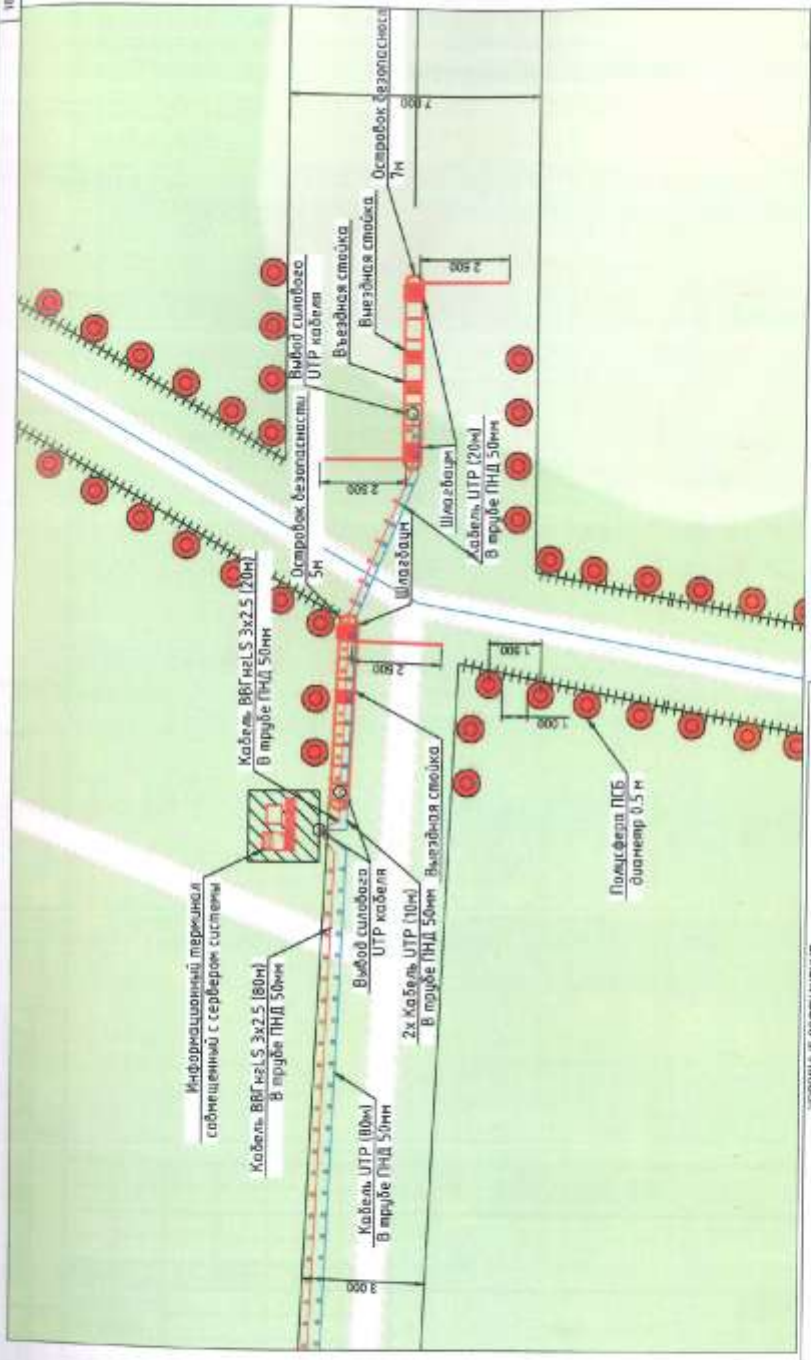 Информационный терминал
совмещенный с сервером системы
Кабель ВВГнгLS 3х2.5 (80м)
В трубе ПНД 50мм
Кабель ВВГнгLS 3х2.5 (20м)
В трубе ПНД 50мм
Островок безопасности
5м
Вывод силового
UTP кабеля
Въездная стойка
Выездная стойка
Островок безопасности
7м
7 000
2 500
2 500
Шлагбаум
Шлагбаум
Кабель UTP (20м)
В трубе ПНД 50мм
2 500
Вывод силового
UTP кабеля
Выездная стойка
2х Кабель UTP (10м)
В трубе ПНД 50мм
Кабель UTP (80м)
В трубе ПНД 50мм
3 000
1 000
Полусфера ПСБ
диаметр 0.5 м